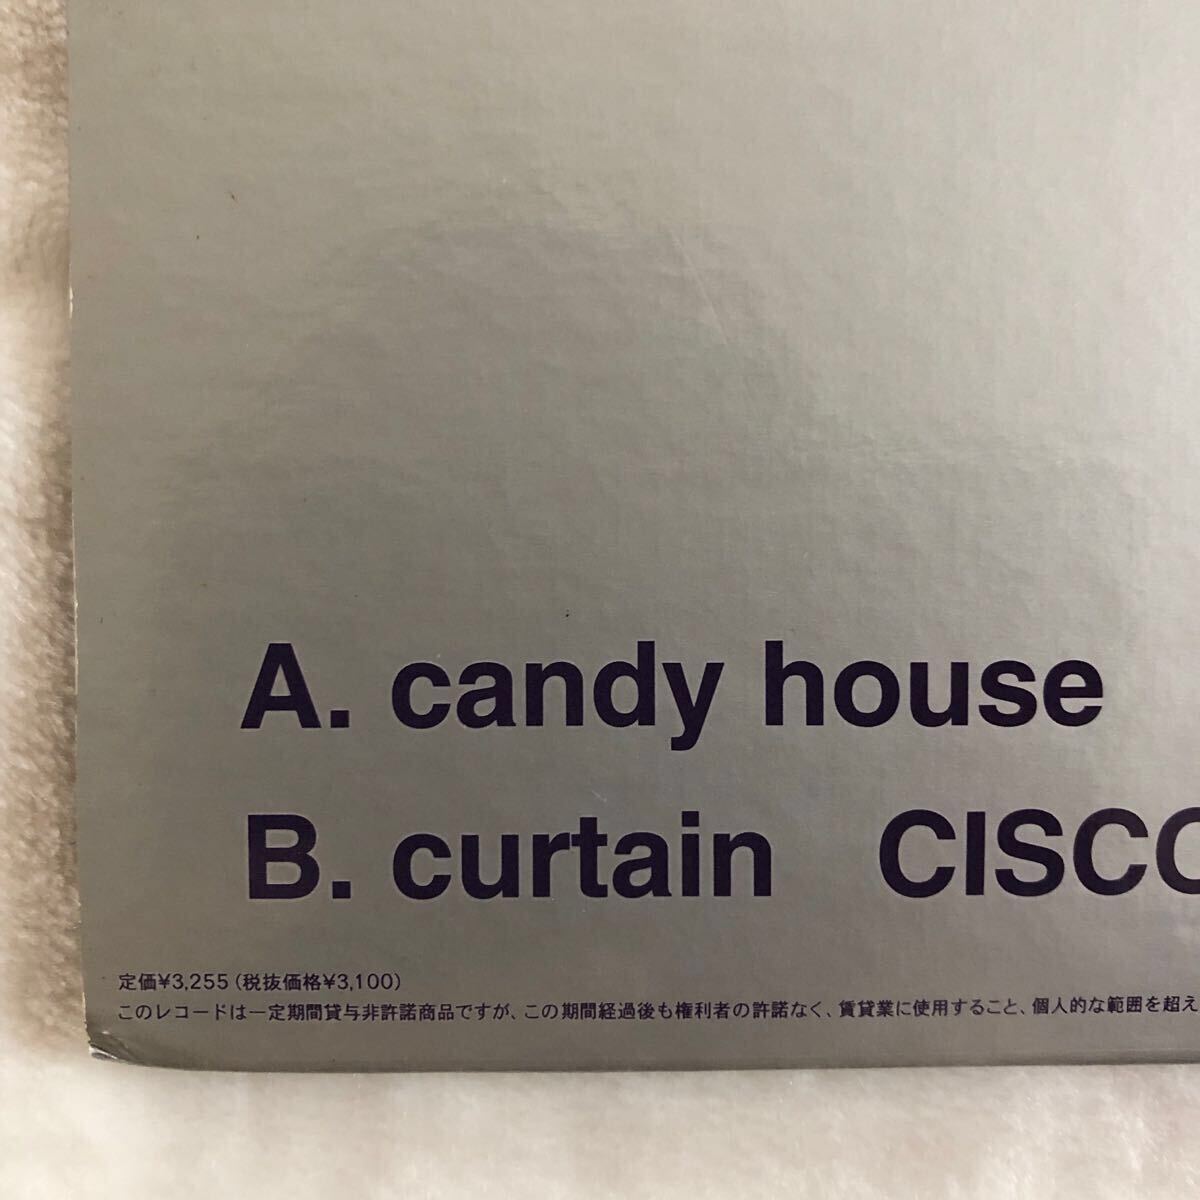 A. candy house
B. curtain CISCO
定価¥3,255(税抜価格¥3,100)
このレコードは一定期間貸与非許諾商品ですが、この期間経過後も権利者の許諾なく、賃貸業に使用すること、個人的な範囲を超え